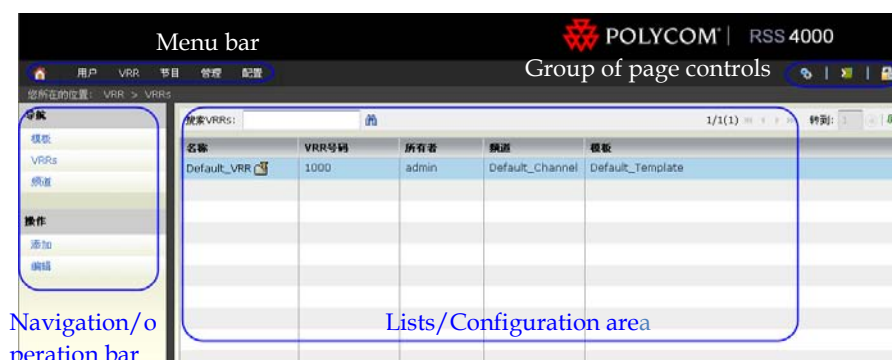 Menu bar
POLYCOM® | RSS 4000
用户 VRR 节目 管理 配置
Group of page controls
您所在的位置: VRR > VRRs
导航
搜索VRRs:
1/1(1)
转到: 1
模板
VRRs
频道
名称 VRR号码 所有者 频道 模板
Default_VRR 1000 admin Default_Channel Default_Template
操作
添加
编辑
Navigation/o
peration bar
Lists/Configuration area